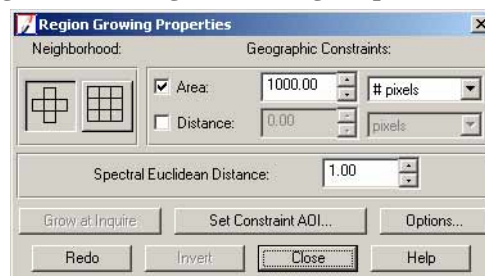 Region Growing Properties
Neighborhood: Geographic Constraints:
Area: 1000.00 # pixels
Distance: 0.00 pixels
Spectral Euclidean Distance: 1.00
Grow at Inquire Set Constraint AOI... Options...
Redo Invert Close Help